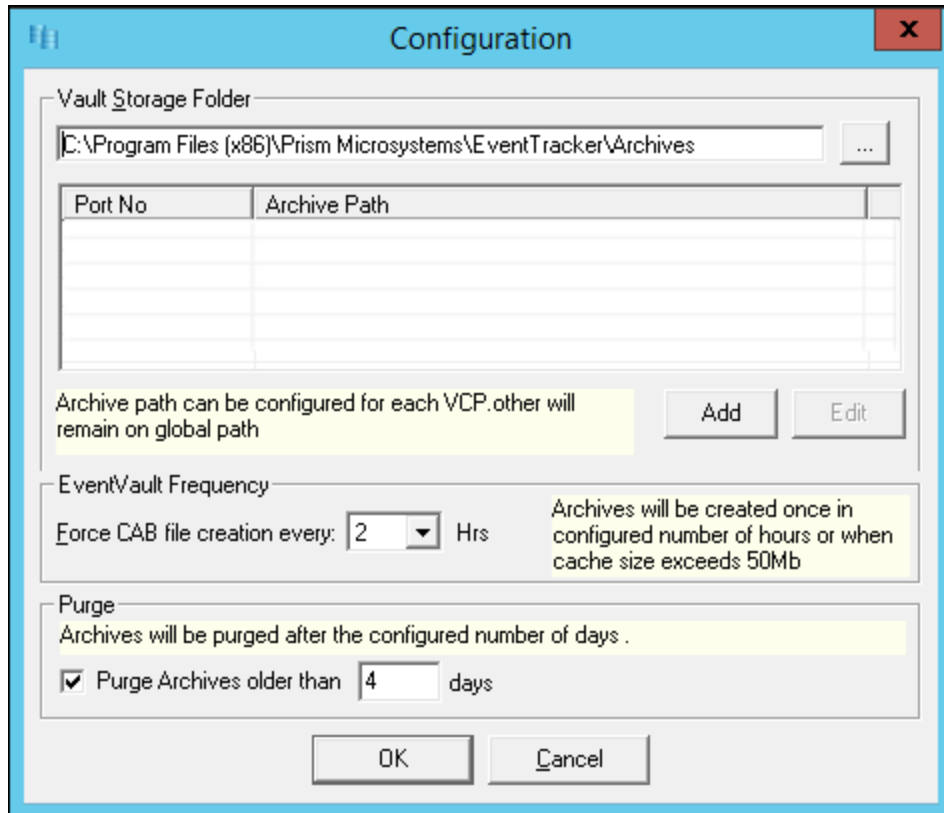 Configuration
x
Vault Storage Folder
C:\Program Files (x86)\Prism Microsystems\EventTracker\Archives
...
Port No
Archive Path
Archive path can be configured for each VCP.other will
remain on global path
Add
Edit
EventVault Frequency
Force CAB file creation every:
2
Hrs
Archives will be created once in
configured number of hours or when
cache size exceeds 50Mb
Purge
Archives will be purged after the configured number of days .
Purge Archives older than
4
days
OK
Cancel